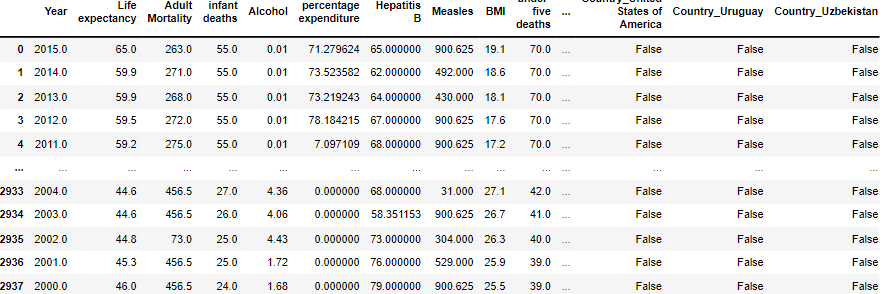 Year Life expectancy Adult Mortality infant deaths Alcohol percentage expenditure Hepatitis B Measles BMI under five deaths ... Country_United States of America Country_Uruguay Country_Uzbekistan
0 2015.0 65.0 263.0 55.0 0.01 71.279624 65.000000 900.625 19.1 70.0 ... False False False
1 2014.0 59.9 271.0 55.0 0.01 73.523582 62.000000 492.000 18.6 70.0 ... False False False
2 2013.0 59.9 268.0 55.0 0.01 73.219243 64.000000 430.000 18.1 70.0 ... False False False
3 2012.0 59.5 272.0 55.0 0.01 78.184215 67.000000 900.625 17.6 70.0 ... False False False
4 2011.0 59.2 275.0 55.0 0.01 7.097109 68.000000 900.625 17.2 70.0 ... False False False
... ... ... ... ... ... ... ... ... ... ... ... ... ... ...
2933 2004.0 44.6 456.5 27.0 4.36 0.000000 68.000000 31.000 27.1 42.0 ... False False False
2934 2003.0 44.6 456.5 26.0 4.06 0.000000 58.351153 900.625 26.7 41.0 ... False False False
2935 2002.0 44.8 73.0 25.0 4.43 0.000000 73.000000 304.000 26.3 40.0 ... False False False
2936 2001.0 45.3 456.5 25.0 1.72 0.000000 76.000000 529.000 25.9 39.0 ... False False False
2937 2000.0 46.0 456.5 24.0 1.68 0.000000 79.000000 900.625 25.5 39.0 ... False False False